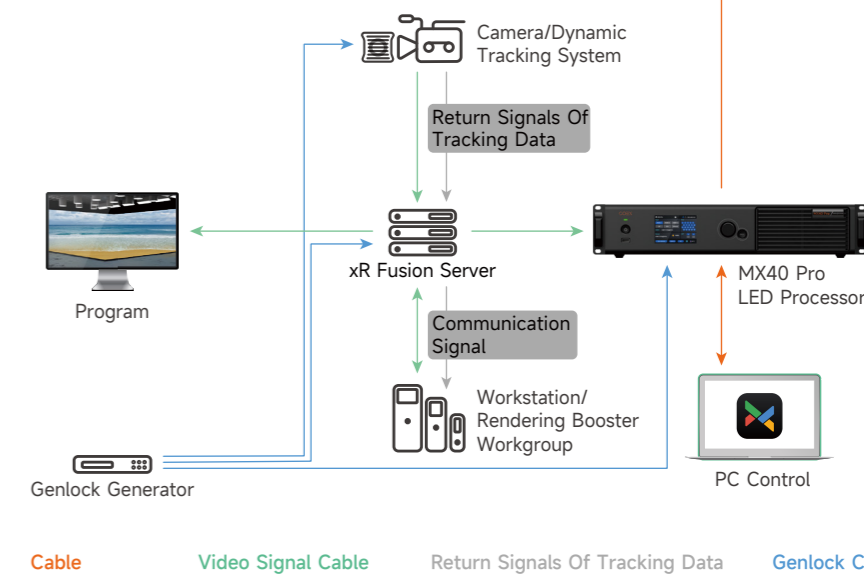 Camera/Dynamic
Tracking System
Return Signals Of
Tracking Data
xR Fusion Server
MX40 Pro
LED Processor
Program
Communication
Signal
Workstation/
Rendering Booster
Workgroup
Genlock Generator
PC Control
Cable
Video Signal Cable
Return Signals Of Tracking Data
Genlock C